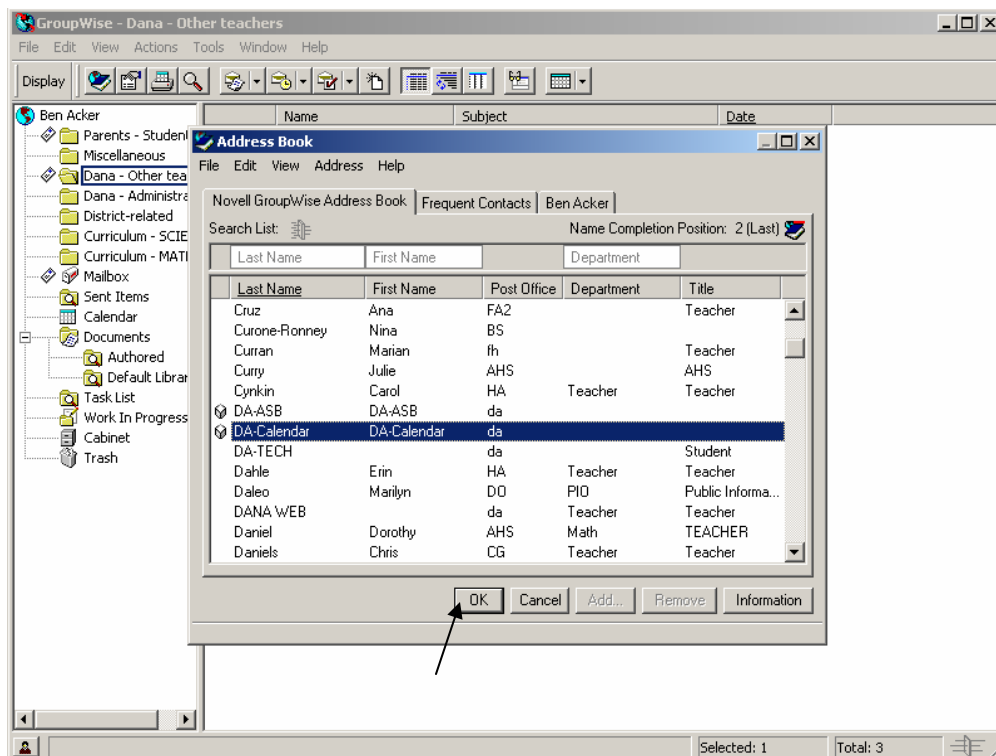 GroupWise - Dana - Other teachers
File Edit View Actions Tools Window Help
Display
Ben Acker
Parents - Student
Miscellaneous
Dana - Other tea
Dana - Administra
District-related
Curriculum - SCIE
Curriculum - MATH
Mailbox
Sent Items
Calendar
Documents
Authored
Default Librar
Task List
Work In Progress
Cabinet
Trash
Name Subject Date
Address Book
File Edit View Address Help
Novell GroupWise Address Book Frequent Contacts Ben Acker
Search List: Name Completion Position: 2 (Last)
Last Name First Name Department
Last Name First Name Post Office Department Title
Cruz Ana FA2 Teacher
Curone-Ronney Nina BS
Curran Marian fh Teacher
Curry Julie AHS AHS
Cynkin Carol HA Teacher Teacher
DA-ASB DA-ASB da
DA-Calendar DA-Calendar da
DA-TECH da Student
Dahle Erin HA Teacher Teacher
Daleo Marilyn DO PIO Public Informa...
DANA WEB da Teacher Teacher
Daniel Dorothy AHS Math TEACHER
Daniels Chris CG Teacher Teacher
OK Cancel Add... Remove Information
Selected: 1 Total: 3